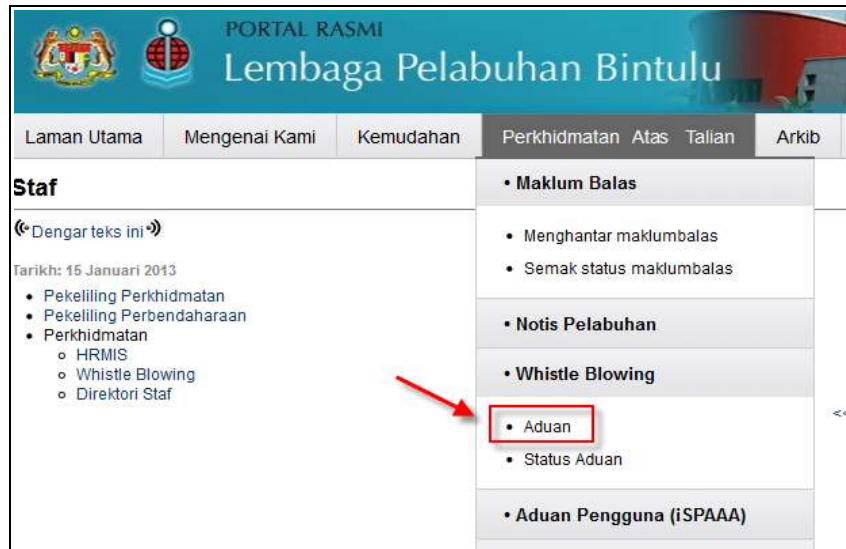 PORTAL RASMI
Lembaga Pelabuhan Bintulu
Laman Utama
Mengenai Kami
Kemudahan
Perkhidmatan Atas Talian
Arkib
Staf
Dengar teks ini
Tarikh: 15 Januari 2013
• Pekeliling Perkhidmatan
• Pekeliling Perbendaharaan
• Perkhidmatan
HRMIS
Whistle Blowing
Direktori Staf
• Maklum Balas
• Menghantar maklumbalas
• Semak status maklumbalas
• Notis Pelabuhan
• Whistle Blowing
• Aduan
• Status Aduan
• Aduan Pengguna (iSPAAA)
<<